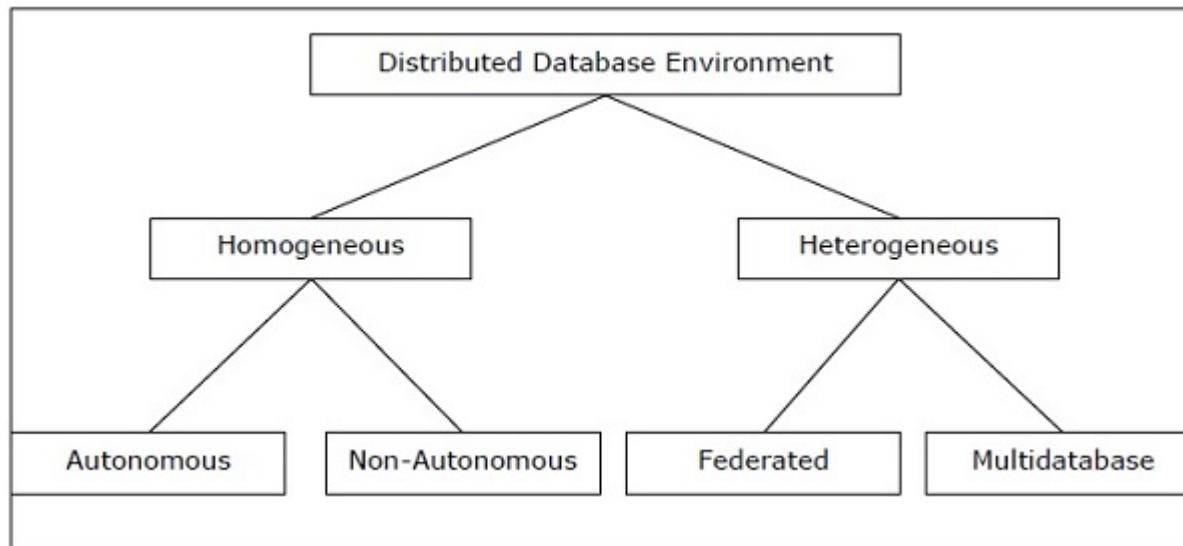 Distributed Database Environment
Homogeneous
Heterogeneous
Autonomous
Non-Autonomous
Federated
Multidatabase